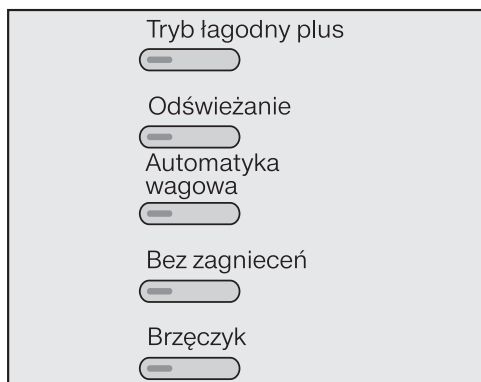 Tryb łagodny plus
Odświeżanie
Automatyka
wagowa
Bez zagnieceń
Brzęczyk